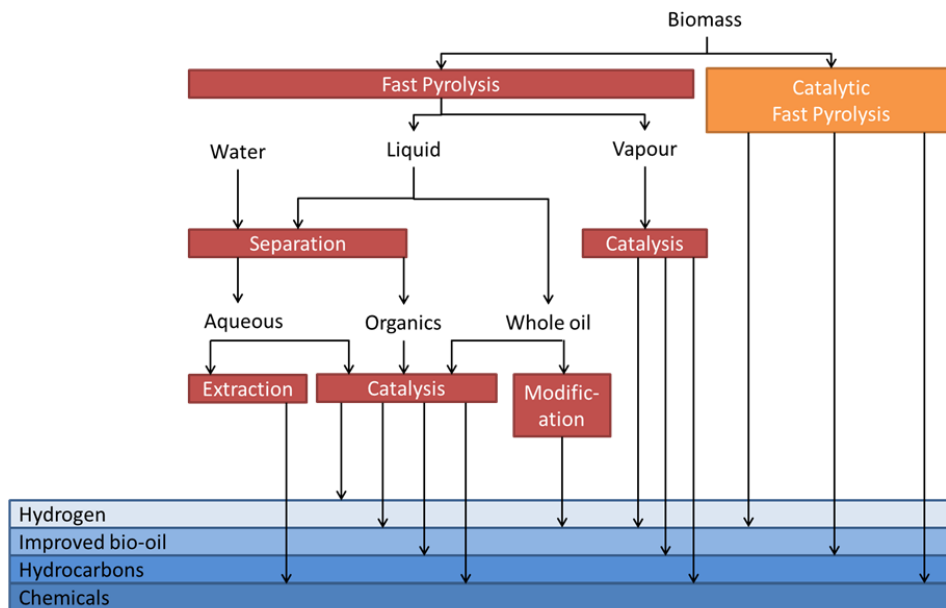 Biomass
Fast Pyrolysis
Catalytic
Fast Pyrolysis
Water
Liquid
Vapour
Separation
Catalysis
Aqueous
Organics
Whole oil
Extraction
Catalysis
Modific-
ation
Hydrogen
Improved bio-oil
Hydrocarbons
Chemicals